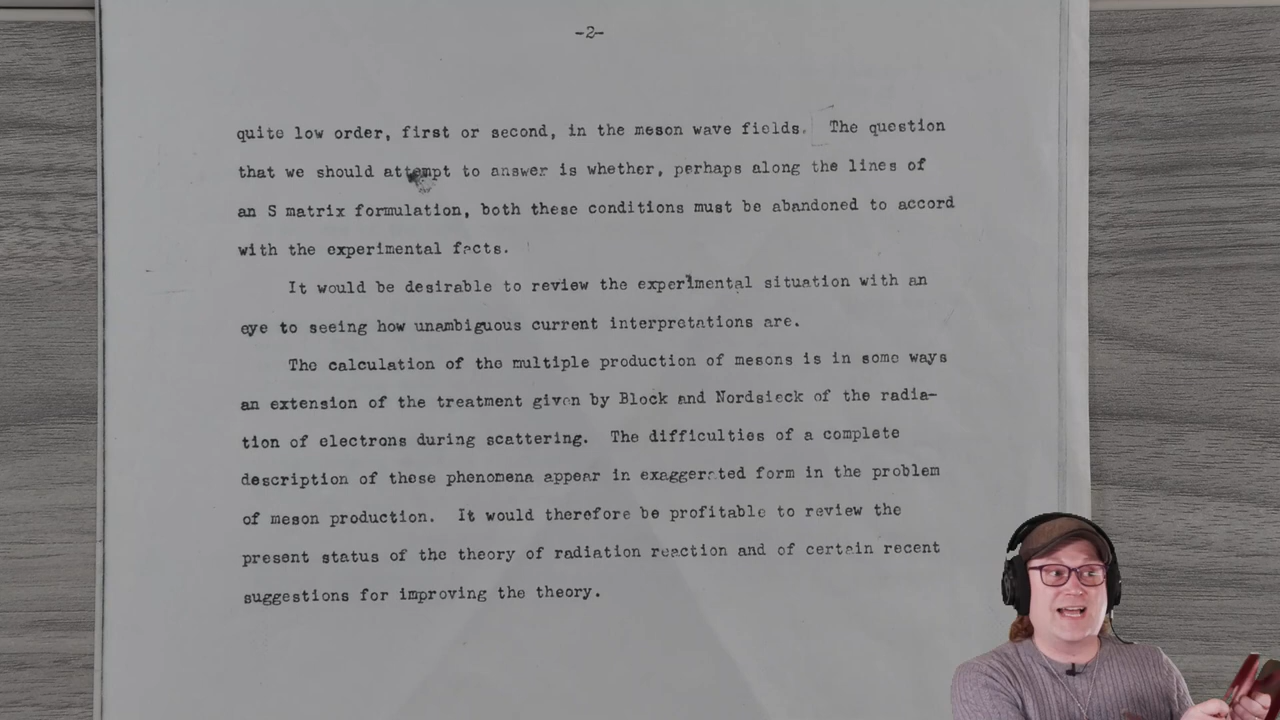 -2-
quite low order, first or second, in the meson wave fields. The question
that we should attempt to answer is whether, perhaps along the lines of
an S matrix formulation, both these conditions must be abandoned to accord
with the experimental facts.
It would be desirable to review the experimental situation with an
eye to seeing how unambiguous current interpretations are.
The calculation of the multiple production of mesons is in some ways
an extension of the treatment given by Block and Nordsieck of the radia-
tion of electrons during scattering. The difficulties of a complete
description of these phenomena appear in exaggerated form in the problem
of meson production. It would therefore be profitable to review the
present status of the theory of radiation reaction and of certain recent
suggestions for improving the theory.